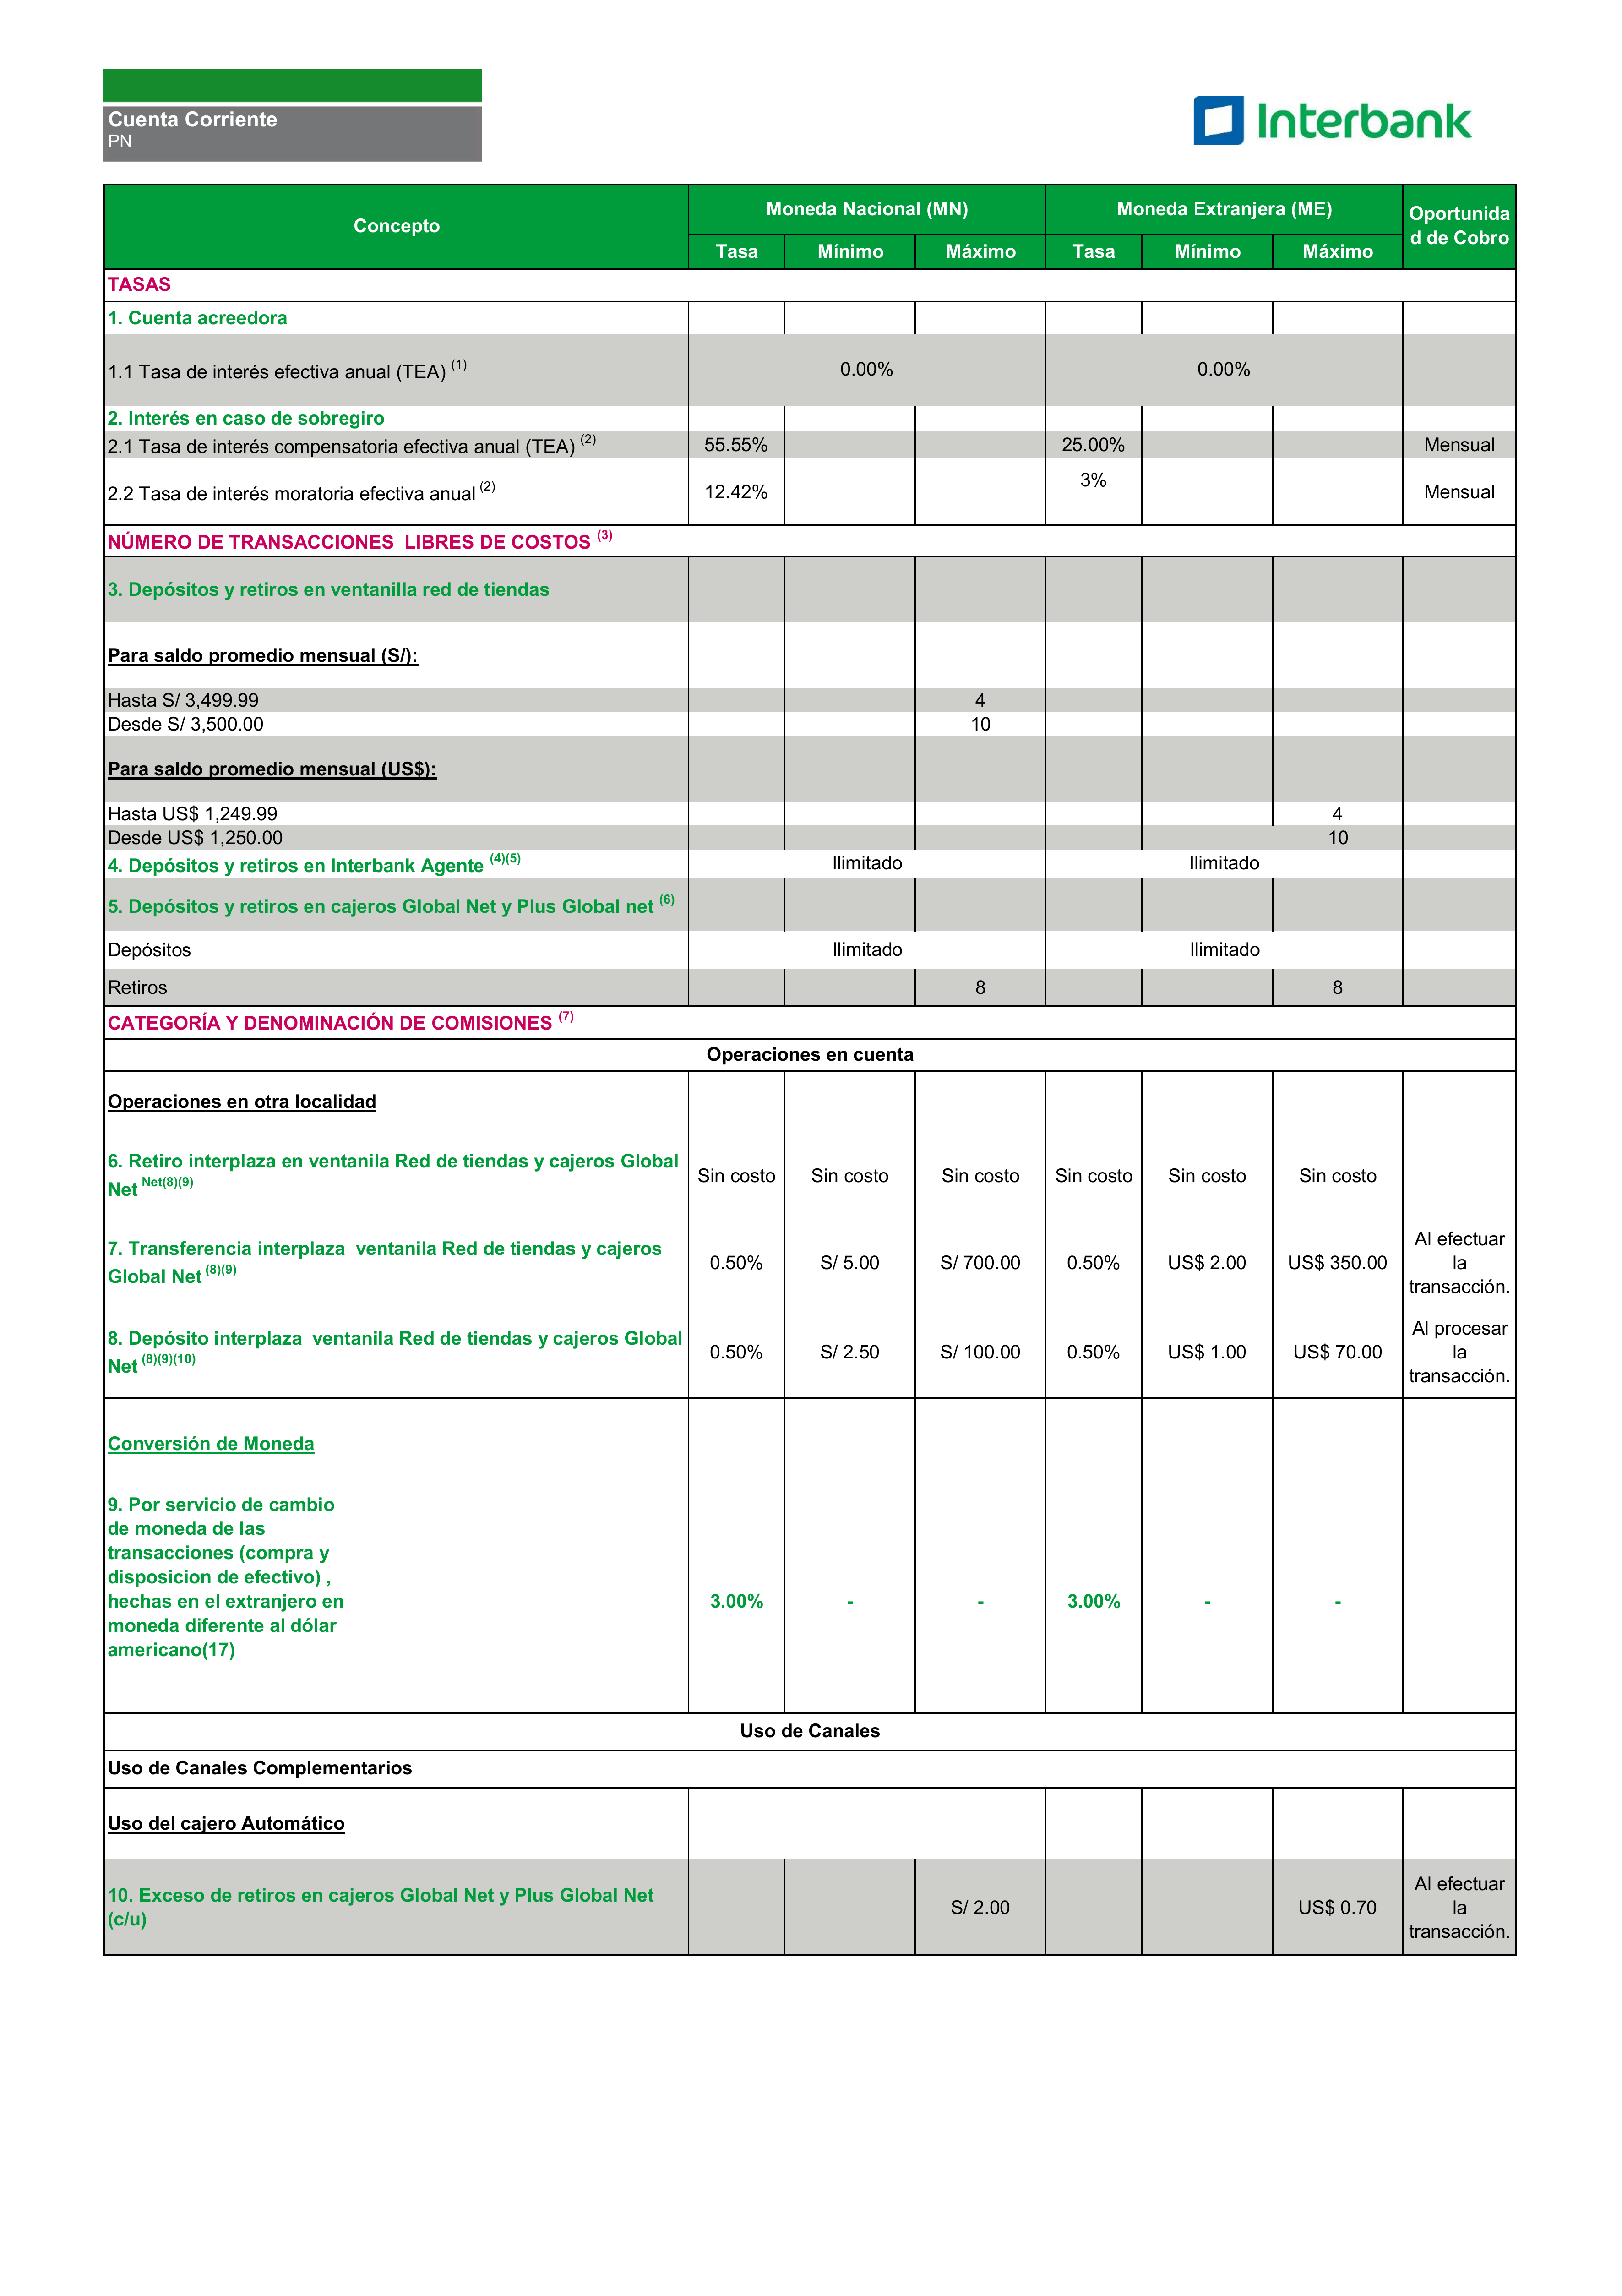 Cuenta Corriente
PN
Interbank
Concepto
Moneda Nacional (MN)
Moneda Extranjera (ME)
Oportunida
d de Cobro
Tasa Mínimo Máximo Tasa Mínimo Máximo
TASAS
1. Cuenta acreedora
1.1 Tasa de interés efectiva anual (TEA) (1) 0.00% 0.00%
2. Interés en caso de sobregiro
2.1 Tasa de interés compensatoria efectiva anual (TEA) (2) 55.55% 25.00% Mensual
2.2 Tasa de interés moratoria efectiva anual (2) 12.42% 3% Mensual
NÚMERO DE TRANSACCIONES LIBRES DE COSTOS (3)
3. Depósitos y retiros en ventanilla red de tiendas
Para saldo promedio mensual (S/):
Hasta S/ 3,499.99 4
Desde S/ 3,500.00 10
Para saldo promedio mensual (US$):
Hasta US$ 1,249.99 4
Desde US$ 1,250.00 10
4. Depósitos y retiros en Interbank Agente (4)(5) Ilimitado Ilimitado
5. Depósitos y retiros en cajeros Global Net y Plus Global net (6)
Depósitos Ilimitado Ilimitado
Retiros 8 8
CATEGORÍA Y DENOMINACIÓN DE COMISIONES (7)
Operaciones en cuenta
Operaciones en otra localidad
6. Retiro interplaza en ventanila Red de tiendas y cajeros Global
Net Net(8)(9) Sin costo Sin costo Sin costo Sin costo Sin costo Sin costo
7. Transferencia interplaza ventanila Red de tiendas y cajeros
Global Net (8)(9) 0.50% S/ 5.00 S/ 700.00 0.50% US$ 2.00 US$ 350.00
Al efectuar
la
transacción.
8. Depósito interplaza ventanila Red de tiendas y cajeros Global
Net (8)(9)(10) 0.50% S/ 2.50 S/ 100.00 0.50% US$ 1.00 US$ 70.00
Al procesar
la
transacción.
Conversión de Moneda
9. Por servicio de cambio
de moneda de las
transacciones (compra y
disposicion de efectivo) ,
hechas en el extranjero en
moneda diferente al dólar
americano(17)
3.00% - - 3.00% - -
Uso de Canales
Uso de Canales Complementarios
Uso del cajero Automático
10. Exceso de retiros en cajeros Global Net y Plus Global Net
(c/u)
S/ 2.00 US$ 0.70
Al efectuar
la
transacción.